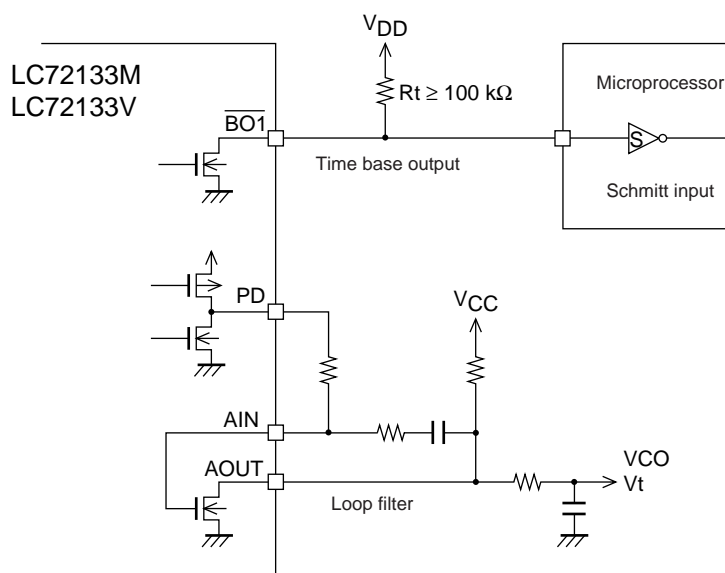 LC72133M
LC72133V
VDD
Rt ≥ 100 kΩ
Microprocessor
BO1
S
Time base output
Schmitt input
PD
VCC
AIN
AOUT
VCO
Vt
Loop filter